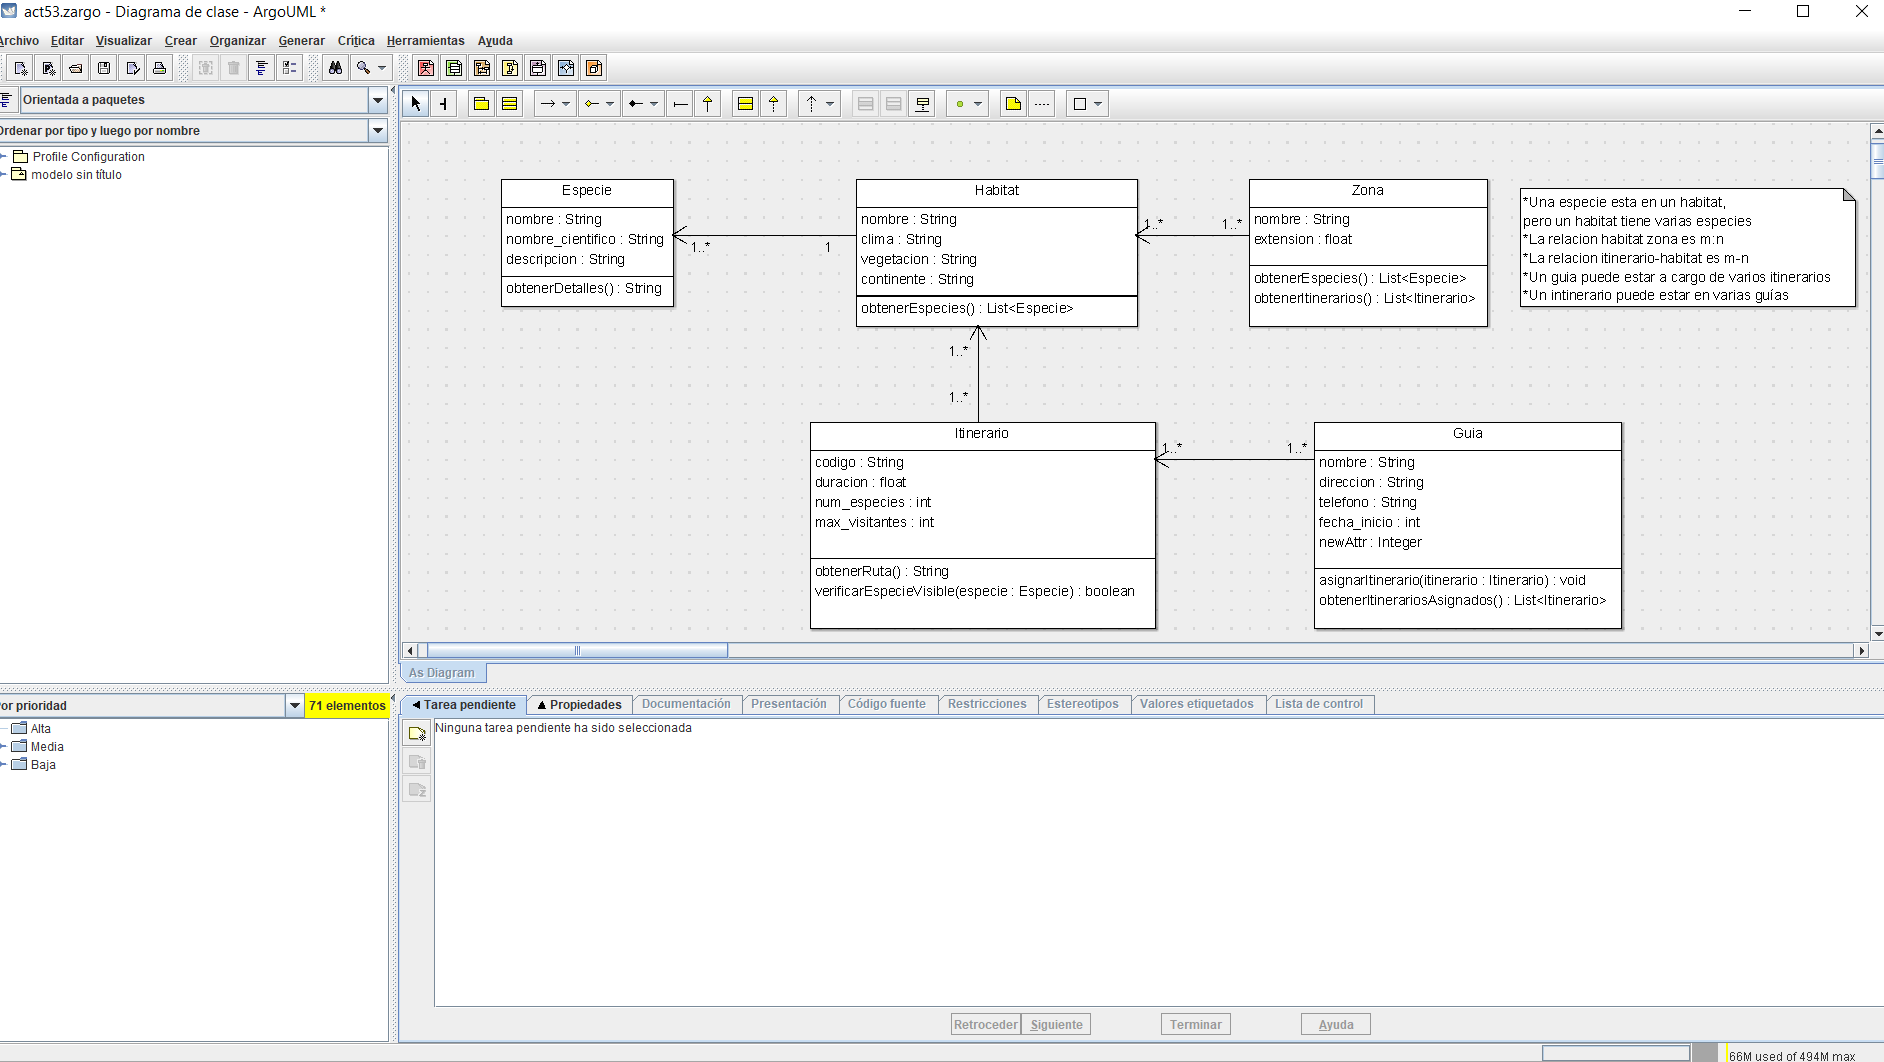 act53.zargo - Diagrama de clase - ArgoUML *
Archivo Editar Visualizar Crear Organizar Generar Crítica Herramientas Ayuda
Orientada a paquetes
Ordenar por tipo y luego por nombre
Profile Configuration
modelo sin título
Especie
nombre : String
nombre_cientifico : String
descripcion : String
obtenerDetalles() : String
1..*
1
Habitat
nombre : String
clima : String
vegetacion : String
continente : String
obtenerEspecies() : List<Especie>
1..*
1..*
Zona
nombre : String
extension : float
obtenerEspecies() : List<Especie>
obtenerItinerarios() : List<Itinerario>
*Una especie esta en un habitat,
pero un habitat tiene varias especies
*La relacion habitat zona es m:n
*La relacion itinerario-habitat es m-n
*Un guia puede estar a cargo de varios itinerarios
*Un intinerario puede estar en varias guías
1..*
1..*
Itinerario
codigo : String
duracion : float
num_especies : int
max_visitantes : int
obtenerRuta() : String
verificarEspecieVisible(especie : Especie) : boolean
1..*
1..*
Guia
nombre : String
direccion : String
telefono : String
fecha_inicio : int
newAttr : Integer
asignarItinerario(itinerario : Itinerario) : void
obtenerItinerariosAsignados() : List<Itinerario>
As Diagram
Por prioridad
71 elementos
Alta
Media
Baja
Tarea pendiente Propiedades Documentación Presentación Código fuente Restricciones Estereotipos Valores etiquetados Lista de control
Ninguna tarea pendiente ha sido seleccionada
Retroceder Siguiente Terminar Ayuda
66M used of 494M max